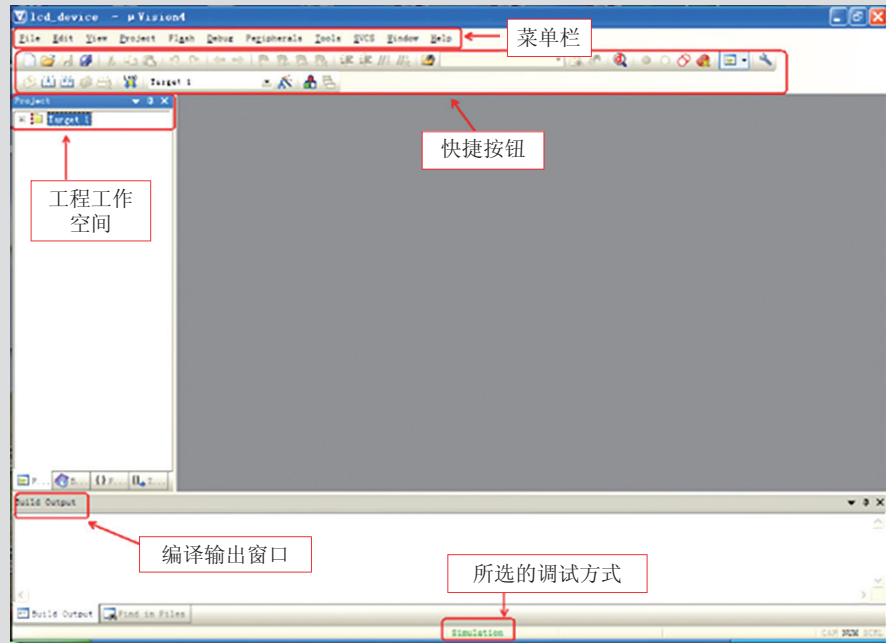 lcd_device - µVision4
File Edit View Project Flash Debug Peripherals Tools SVCS Window Help
菜单栏
Target 1
Project
Target 1
快捷按钮
工程工作
空间
Build Output
编译输出窗口
所选的调试方式
Build Output Find in Files
Simulation
CAP NUM SCRL